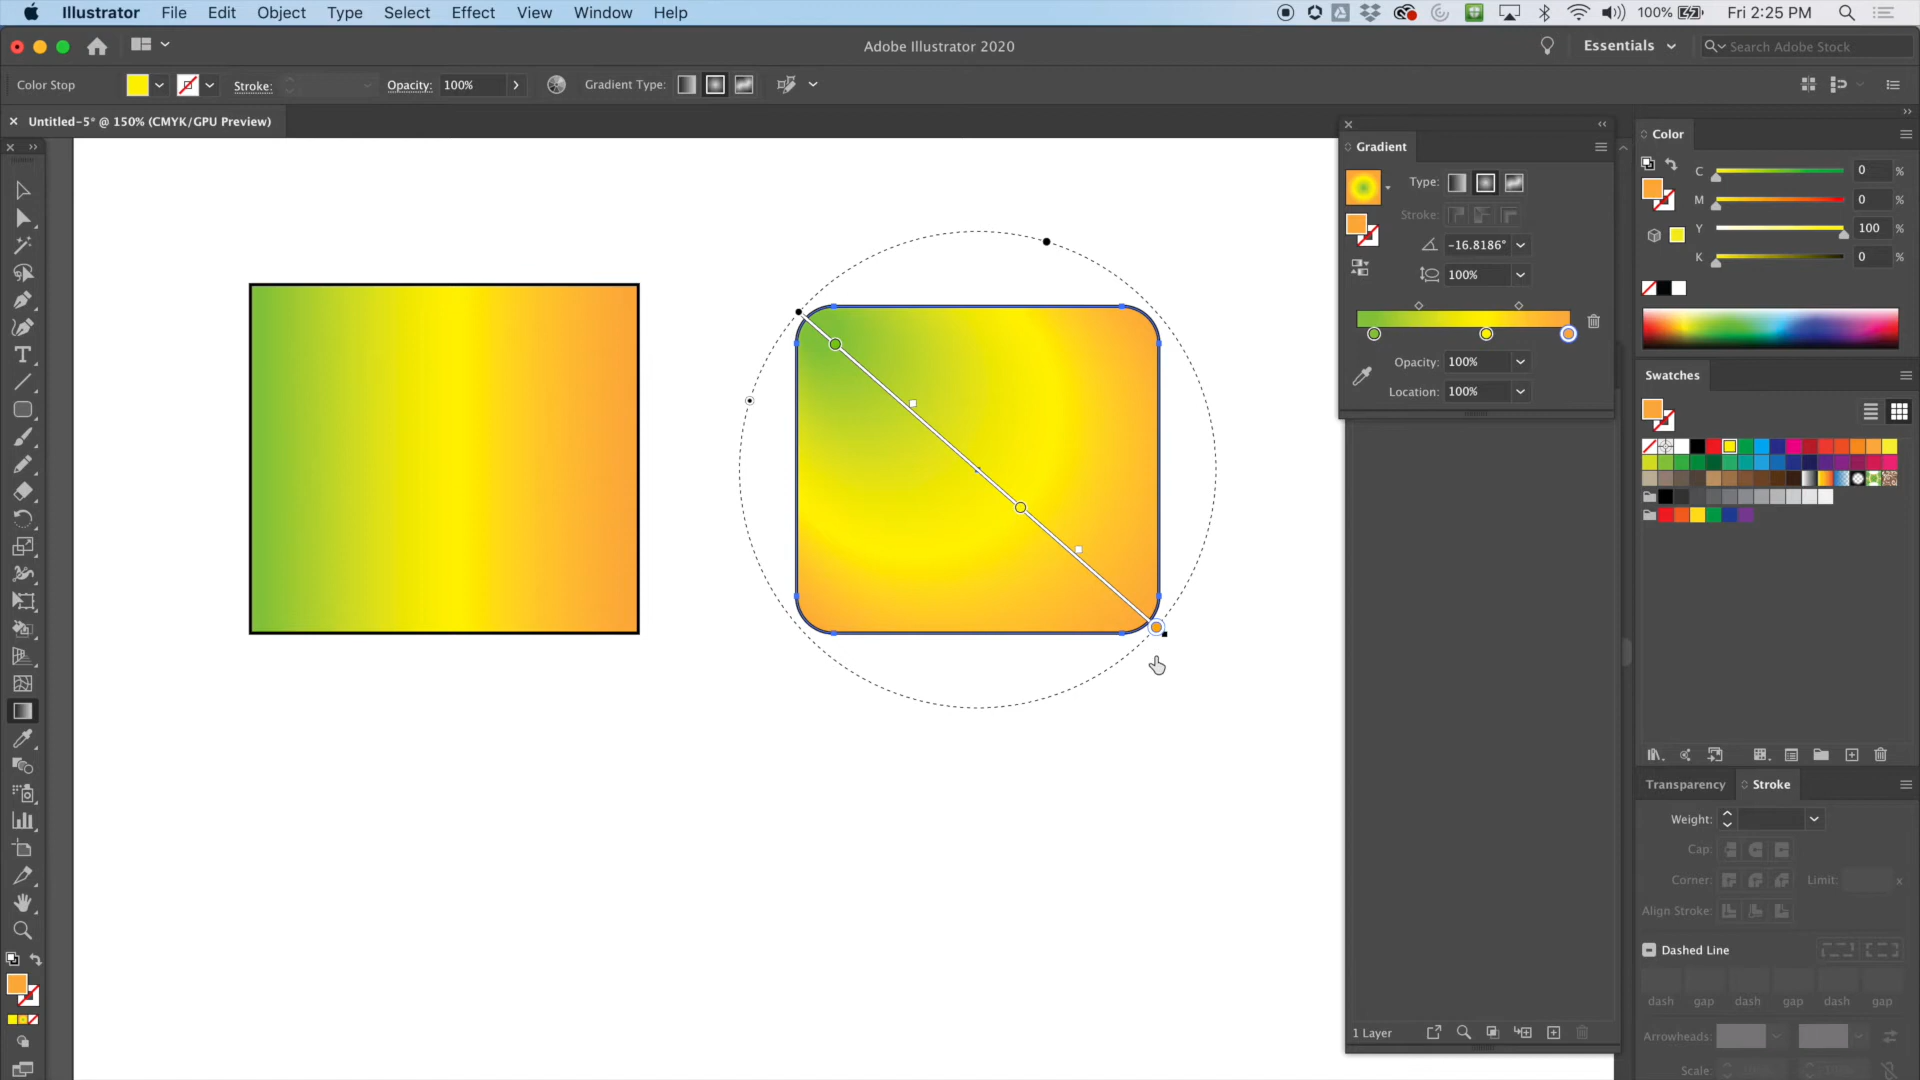 Illustrator File Edit Object Type Select Effect View Window Help 100% Fri 2:25 PM
Adobe Illustrator 2020 Essentials Search Adobe Stock
Color Stop Stroke: Opacity: 100% Gradient Type:
Untitled-5* @ 150% (CMYK/GPU Preview)
Gradient
Type:
Stroke:
-16.8186°
100%
Opacity: 100%
Location: 100%
1 Layer
Color
C 0 %
M 0 %
Y 100 %
K 0 %
Swatches
Transparency Stroke
Weight:
Cap:
Corner: Limit: x
Align Stroke:
Dashed Line
dash gap dash gap dash gap
Arrowheads:
Scale: 100% 100%